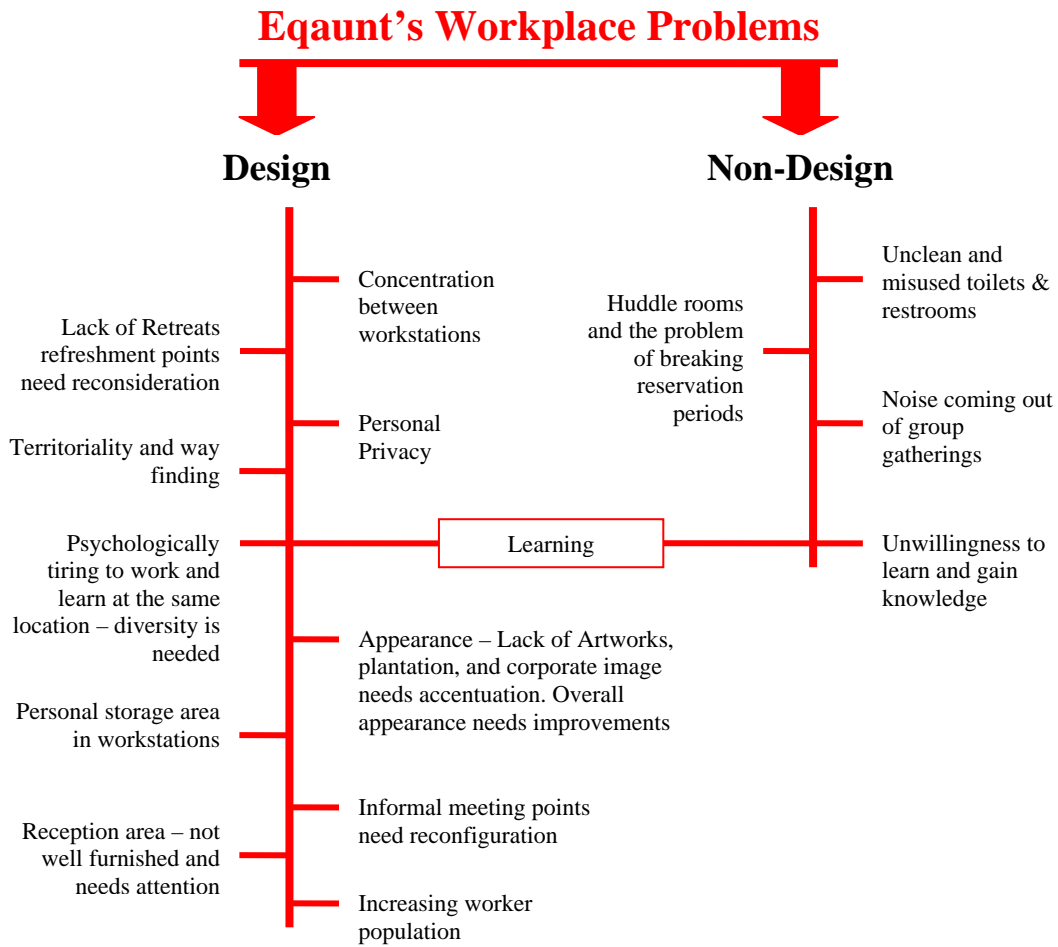 Eqaunt's Workplace Problems
Design
Non-Design
Concentration
between
workstations
Lack of Retreats
refreshment points
need reconsideration
Personal
Privacy
Territoriality and way
finding
Psychologically
tiring to work and
learn at the same
location – diversity is
needed
Learning
Appearance – Lack of Artworks,
plantation, and corporate image
needs accentuation. Overall
appearance needs improvements
Personal storage area
in workstations
Informal meeting points
need reconfiguration
Reception area – not
well furnished and
needs attention
Increasing worker
population
Unclean and
misused toilets &
restrooms
Huddle rooms
and the problem
of breaking
reservation
periods
Noise coming out
of group
gatherings
Unwillingness to
learn and gain
knowledge